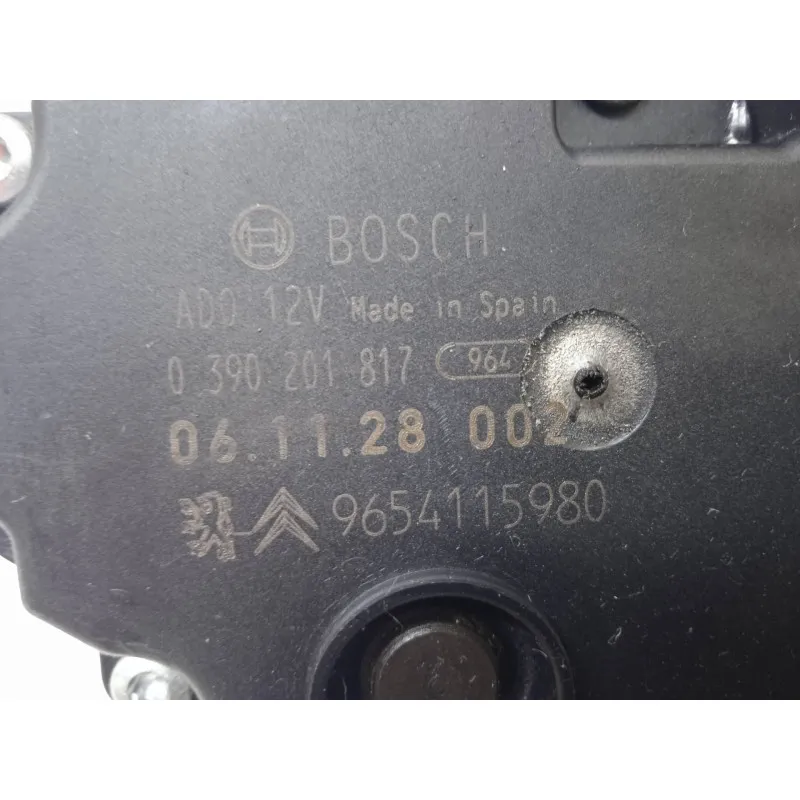 BOSCH
ADO 12V Made in Spain
0 390 201 817 964
06.11.28 002
9654115980